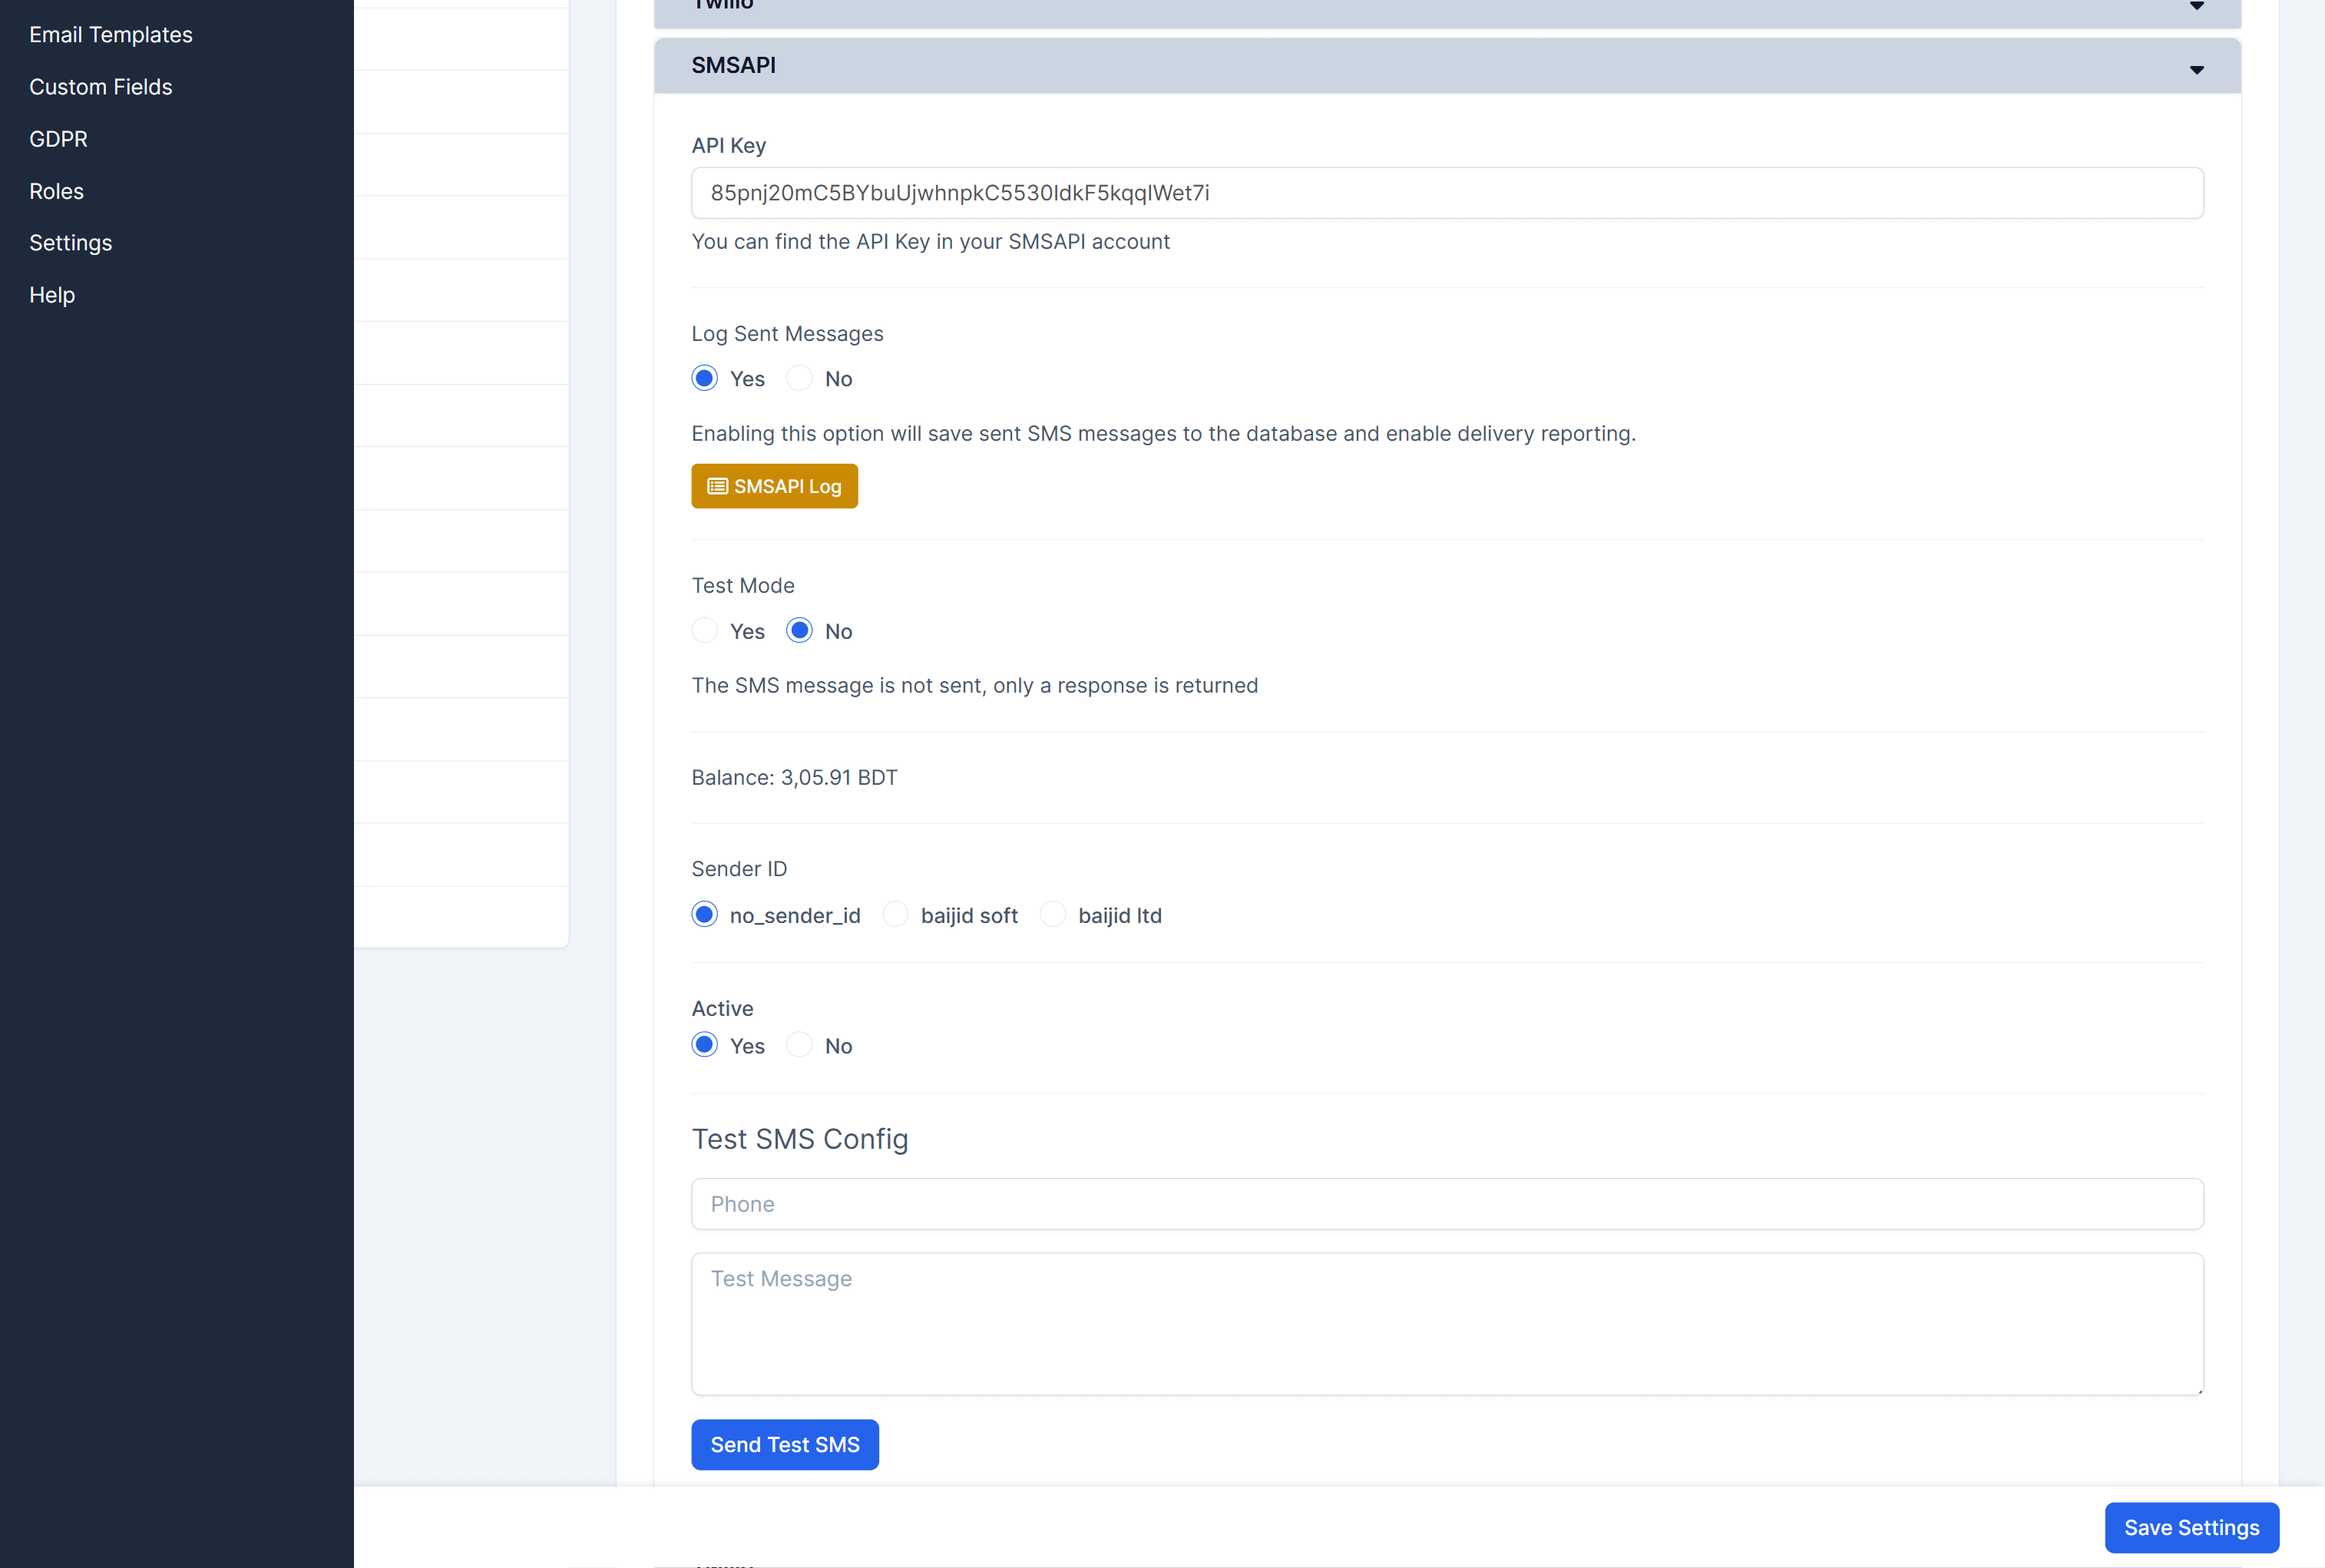 Email Templates
Custom Fields
GDPR
Roles
Settings
Help
Twilio
SMSAPI
API Key
85pnj20mC5BYbuUjwhnpkC5530IdkF5kqqIWet7i
You can find the API Key in your SMSAPI account
Log Sent Messages
Yes No
Enabling this option will save sent SMS messages to the database and enable delivery reporting.
SMSAPI Log
Test Mode
Yes No
The SMS message is not sent, only a response is returned
Balance: 3,05.91 BDT
Sender ID
no_sender_id baijid soft baijid ltd
Active
Yes No
Test SMS Config
Phone
Test Message
Send Test SMS
Save Settings